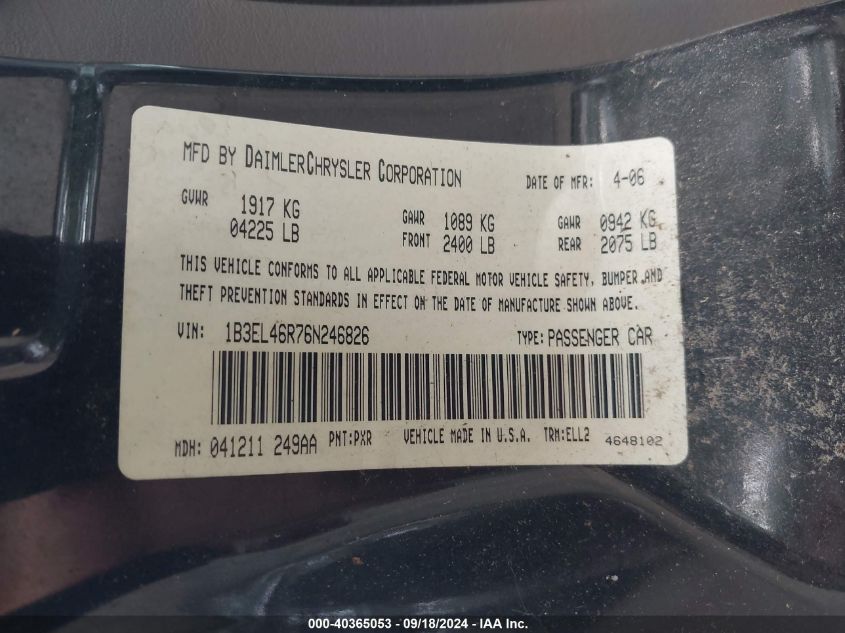 MFD BY DAIMLERCHRYSLER CORPORATION DATE OF MFR: 4-06
GVWR 1917 KG GAWR 1089 KG GAWR 0942 KG
04225 LB FRONT 2400 LB REAR 2075 LB
THIS VEHICLE CONFORMS TO ALL APPLICABLE FEDERAL MOTOR VEHICLE SAFETY, BUMPER AND
THEFT PREVENTION STANDARDS IN EFFECT ON THE DATE OF MANUFACTURE SHOWN ABOVE.
VIN: 1B3EL46R76N246826 TYPE: PASSENGER CAR
MDH: 041211 249AA PNT:PXR VEHICLE MADE IN U.S.A. TRM:ELL2 4648102
000-40365053 - 09/18/2024 - IAA Inc.